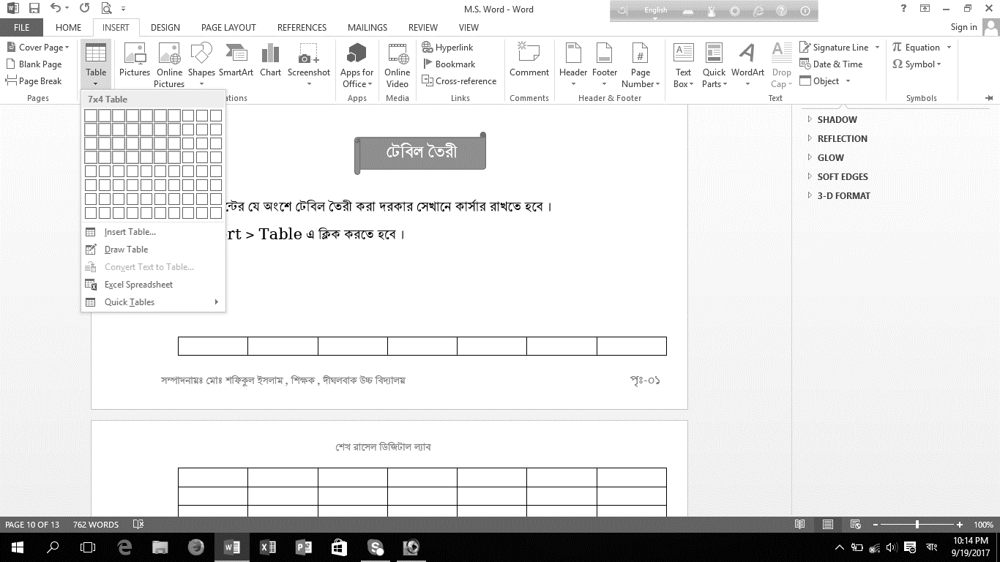 M.S. Word - Word
English
FILE HOME INSERT DESIGN PAGE LAYOUT REFERENCES MAILINGS REVIEW VIEW Sign in
Cover Page
Blank Page
Page Break
Pages
Table
Pictures
Online Pictures
Shapes
SmartArt
Chart
Screenshot
ations
Apps for Office
Apps
Online Video
Media
Hyperlink
Bookmark
Cross-reference
Links
Comment
Comments
Header
Footer
Page Number
Header & Footer
Text Box
Quick Parts
WordArt
Drop Cap
Signature Line
Date & Time
Object
Text
Equation
Symbol
Symbols
7x4 Table
Insert Table...
Draw Table
Convert Text to Table...
Excel Spreadsheet
Quick Tables
টেবিল তৈরী
ন্টের যে অংশে টেবিল তৈরী করা দরকার সেখানে কার্সার রাখতে হবে ।
rt > Table এ ক্লিক করতে হবে ।
সম্পাদনায়ঃ মোঃ শফিকুল ইসলাম , শিক্ষক , দীঘলবাক উচ্চ বিদ্যালয় পৃঃ-০১
শেখ রাসেল ডিজিটাল ল্যাব
SHADOW
REFLECTION
GLOW
SOFT EDGES
3-D FORMAT
PAGE 10 OF 13 762 WORDS 100%
বাং
10:14 PM
9/19/2017